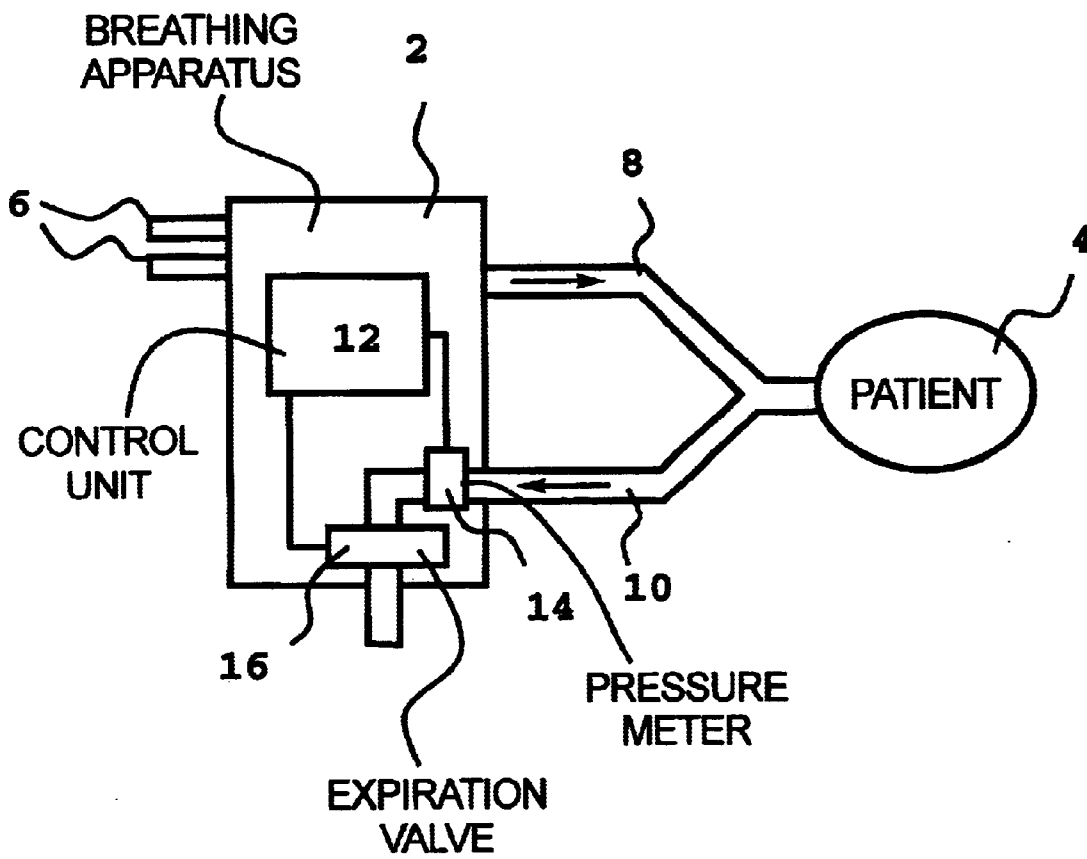 BREATHING
APPARATUS
2
6
8
4
12
PATIENT
CONTROL
UNIT
14
10
16
PRESSURE
METER
EXPIRATION
VALVE